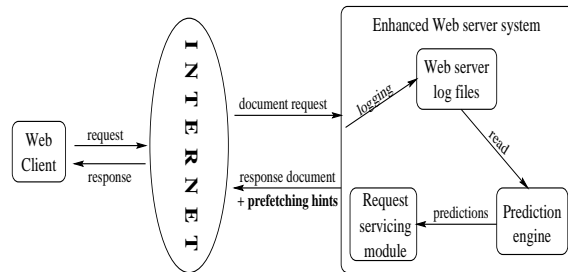 Enhanced Web server system
Web server
log files
logging
read
Web
Client
request
response
INTERNET
document request
response document
+ prefetching hints
Request
servicing
module
predictions
Prediction
engine